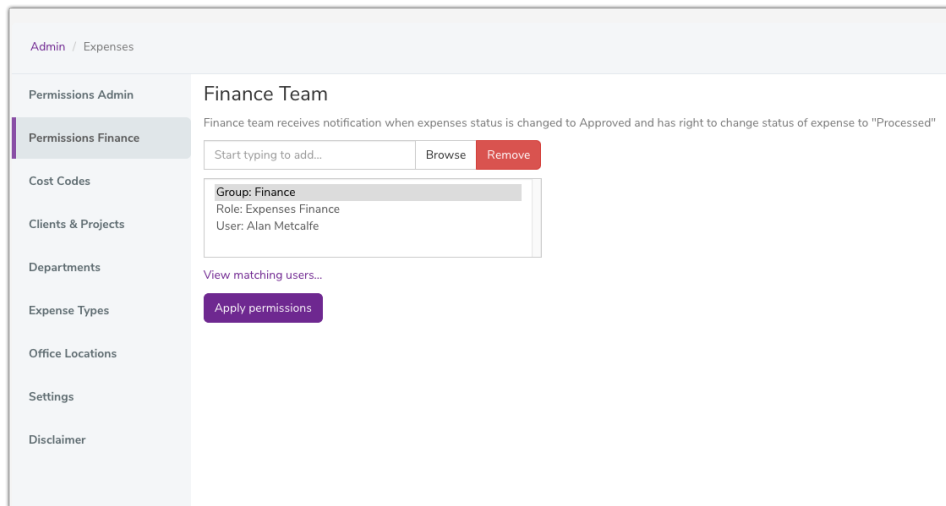 Admin / Expenses
Permissions Admin
Permissions Finance
Cost Codes
Clients & Projects
Departments
Expense Types
Office Locations
Settings
Disclaimer
Finance Team
Finance team receives notification when expenses status is changed to Approved and has right to change status of expense to "Processed"
Start typing to add... Browse Remove
Group: Finance
Role: Expenses Finance
User: Alan Metcalfe
View matching users...
Apply permissions